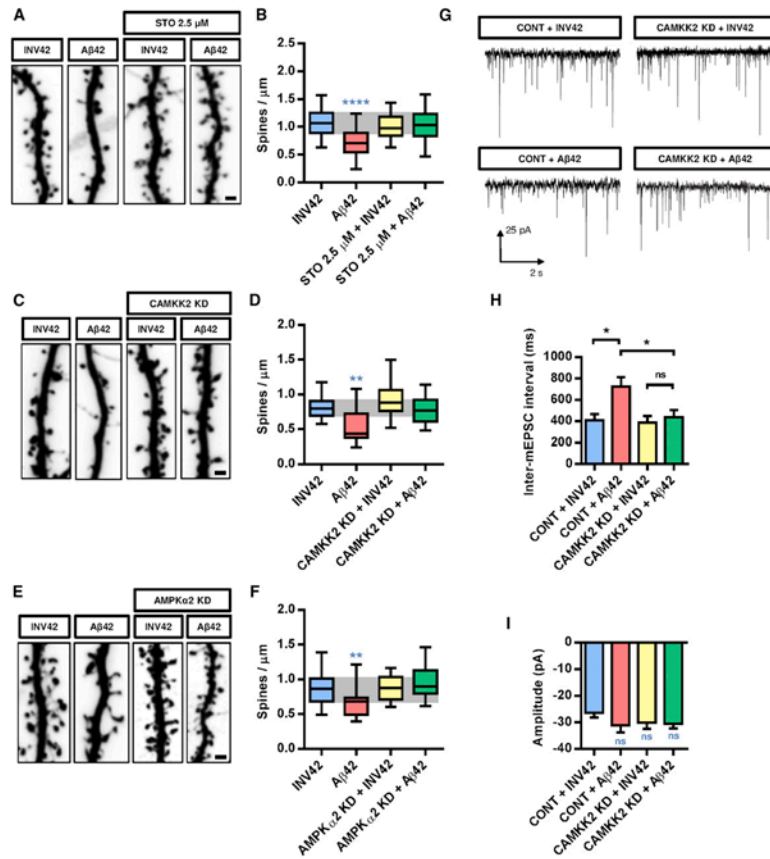 A
STO 2.5 μM
INV42
Aβ42
INV42
Aβ42
B
Spines / μm
2.5
2.0
1.5
1.0
0.5
0.0
****
INV42
Aβ42
STO 2.5 μM + INV42
STO 2.5 μM + Aβ42
C
CAMKK2 KD
INV42
Aβ42
INV42
Aβ42
D
Spines / μm
2.0
1.5
1.0
0.5
0.0
**
INV42
Aβ42
CAMKK2 KD + INV42
CAMKK2 KD + Aβ42
E
AMPKα2 KD
INV42
Aβ42
INV42
Aβ42
F
Spines / μm
2.0
1.5
1.0
0.5
0.0
**
INV42
Aβ42
AMPKα2 KD + INV42
AMPKα2 KD + Aβ42
G
CONT + INV42
CAMKK2 KD + INV42
CONT + Aβ42
CAMKK2 KD + Aβ42
25 pA
2 s
H
Inter-mEPSC interval (ms)
1000
800
600
400
200
0
*
*
ns
CONT + INV42
CONT + Aβ42
CAMKK2 KD + INV42
CAMKK2 KD + Aβ42
I
Amplitude (pA)
0
-10
-20
-30
-40
ns
ns
ns
CONT + INV42
CONT + Aβ42
CAMKK2 KD + INV42
CAMKK2 KD + Aβ42